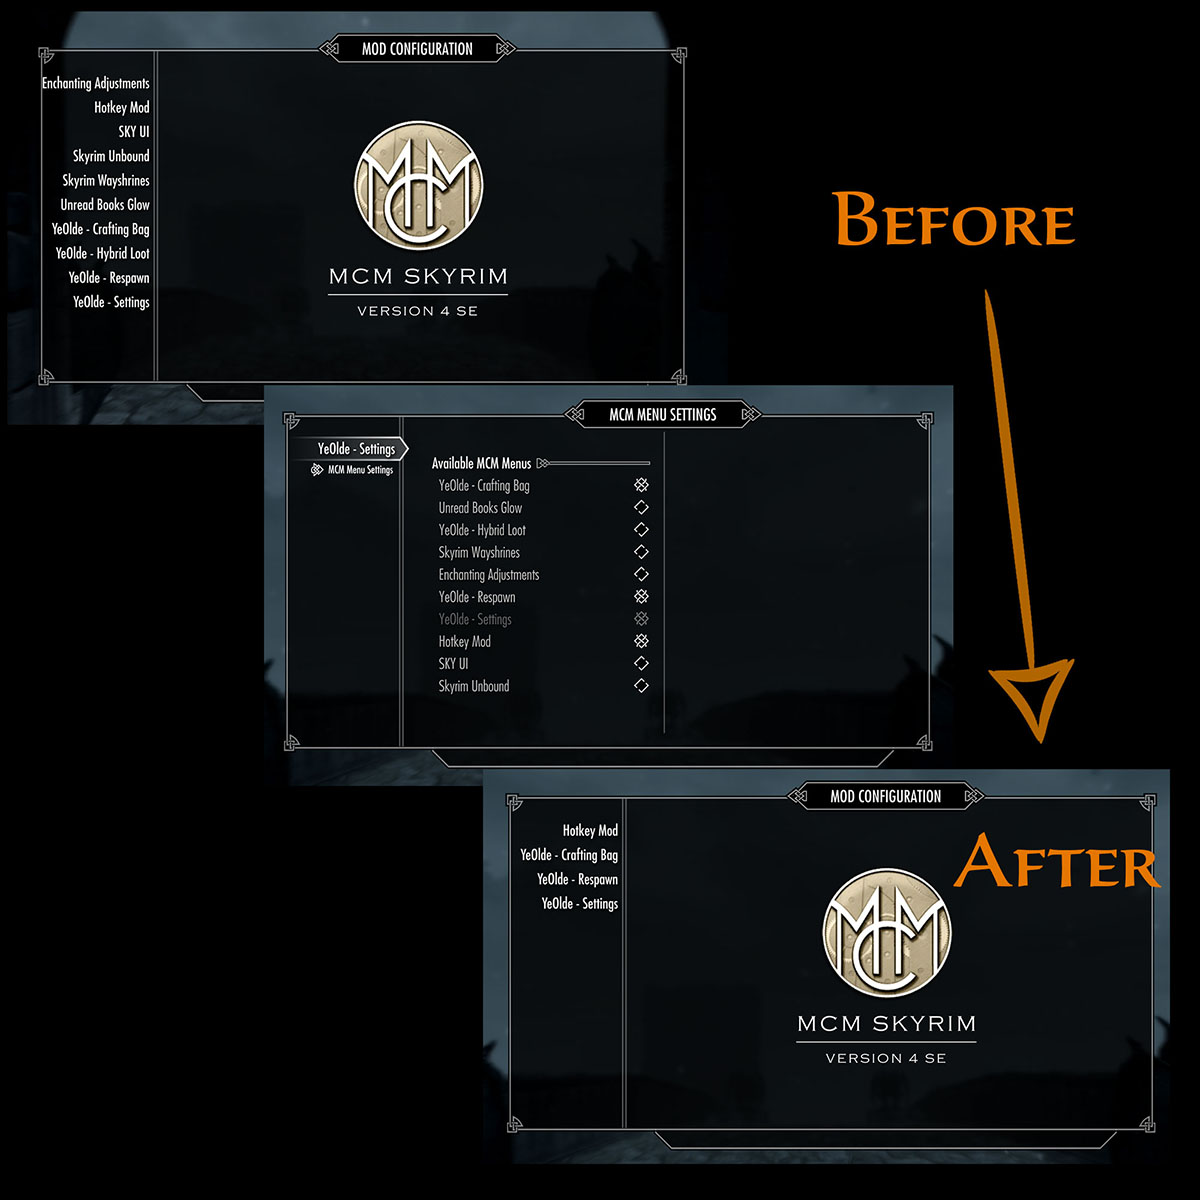 MOD CONFIGURATION
Enchanting Adjustments
Hotkey Mod
SKY UI
Skyrim Unbound
Skyrim Wayshrines
Unread Books Glow
YeOlde - Crafting Bag
YeOlde - Hybrid Loot
YeOlde - Respawn
YeOlde - Settings
MCM
MCM SKYRIM
VERSION 4 SE
BEFORE
MCM MENU SETTINGS
YeOlde - Settings
MCM Menu Settings
Available MCM Menus
YeOlde - Crafting Bag
Unread Books Glow
YeOlde - Hybrid Loot
Skyrim Wayshrines
Enchanting Adjustments
YeOlde - Respawn
YeOlde - Settings
Hotkey Mod
SKY UI
Skyrim Unbound
MOD CONFIGURATION
Hotkey Mod
YeOlde - Crafting Bag
YeOlde - Respawn
YeOlde - Settings
AFTER
MCM
MCM SKYRIM
VERSION 4 SE